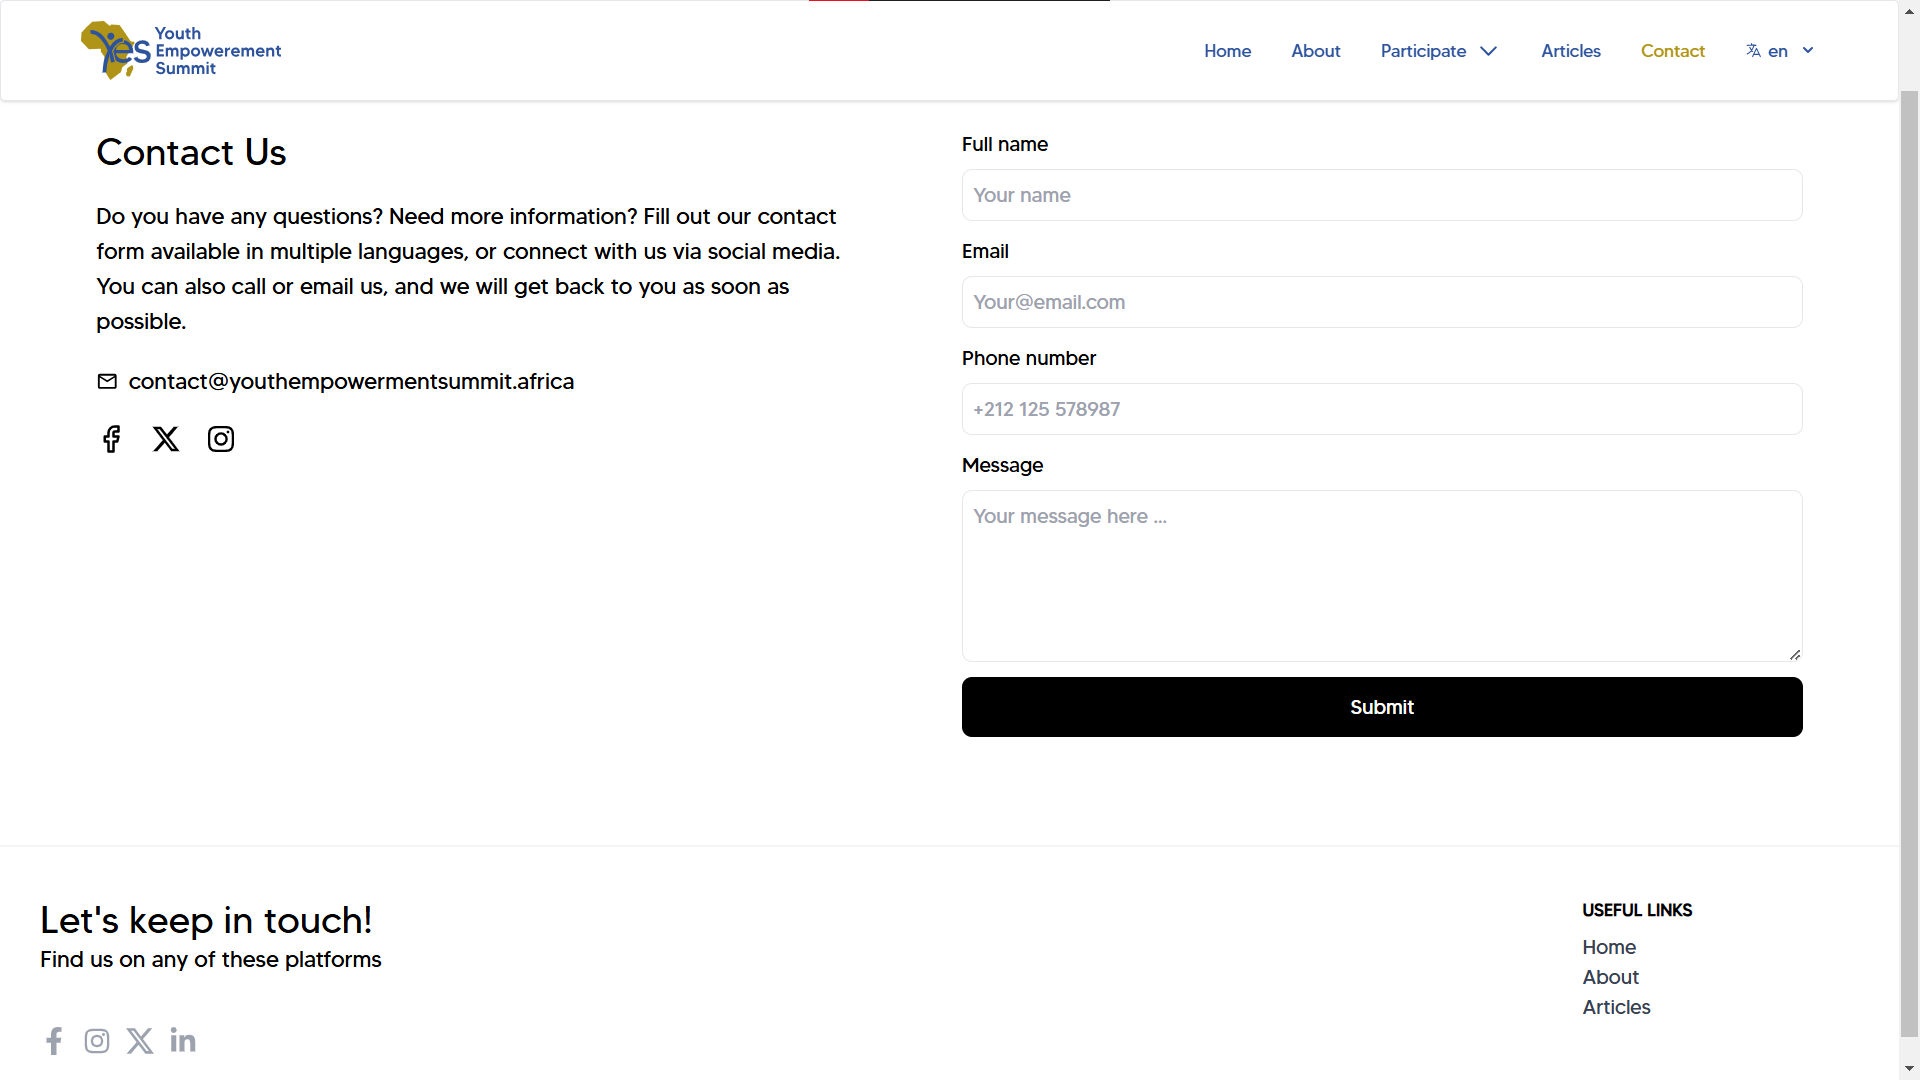 Yes
Youth
Empowerement
Summit
Home
About
Participate
Articles
Contact
en
Contact Us
Do you have any questions? Need more information? Fill out our contact
form available in multiple languages, or connect with us via social media.
You can also call or email us, and we will get back to you as soon as
possible.
contact@youthempowermentsummit.africa
Full name
Your name
Email
Your@email.com
Phone number
+212 125 578987
Message
Your message here ...
Submit
Let's keep in touch!
Find us on any of these platforms
USEFUL LINKS
Home
About
Articles